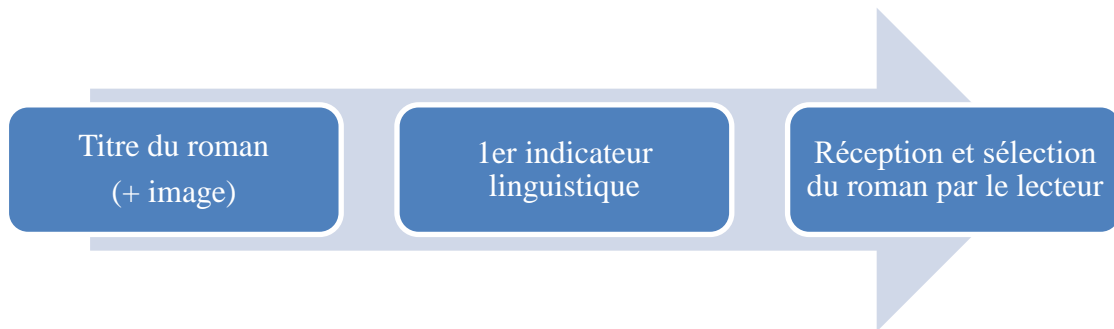 Titre du roman
(+ image)
1er indicateur
linguistique
Réception et sélection
du roman par le lecteur